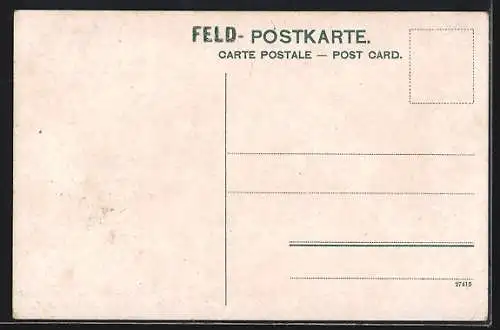 FELD- POSTKARTE.
CARTE POSTALE — POST CARD.
27415